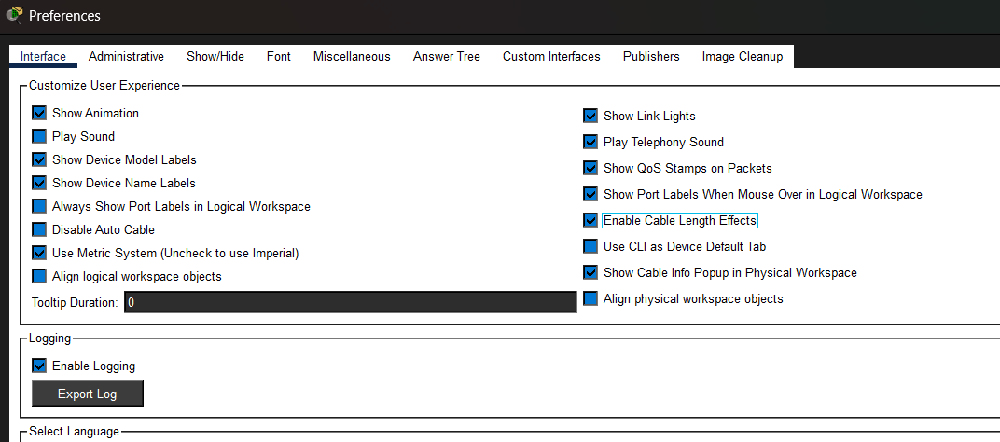 Preferences
Interface Administrative Show/Hide Font Miscellaneous Answer Tree Custom Interfaces Publishers Image Cleanup
Customize User Experience
Show Animation
Play Sound
Show Device Model Labels
Show Device Name Labels
Always Show Port Labels in Logical Workspace
Disable Auto Cable
Use Metric System (Uncheck to use Imperial)
Align logical workspace objects
Tooltip Duration: 0
Show Link Lights
Play Telephony Sound
Show QoS Stamps on Packets
Show Port Labels When Mouse Over in Logical Workspace
Enable Cable Length Effects
Use CLI as Device Default Tab
Show Cable Info Popup in Physical Workspace
Align physical workspace objects
Logging
Enable Logging
Export Log
Select Language